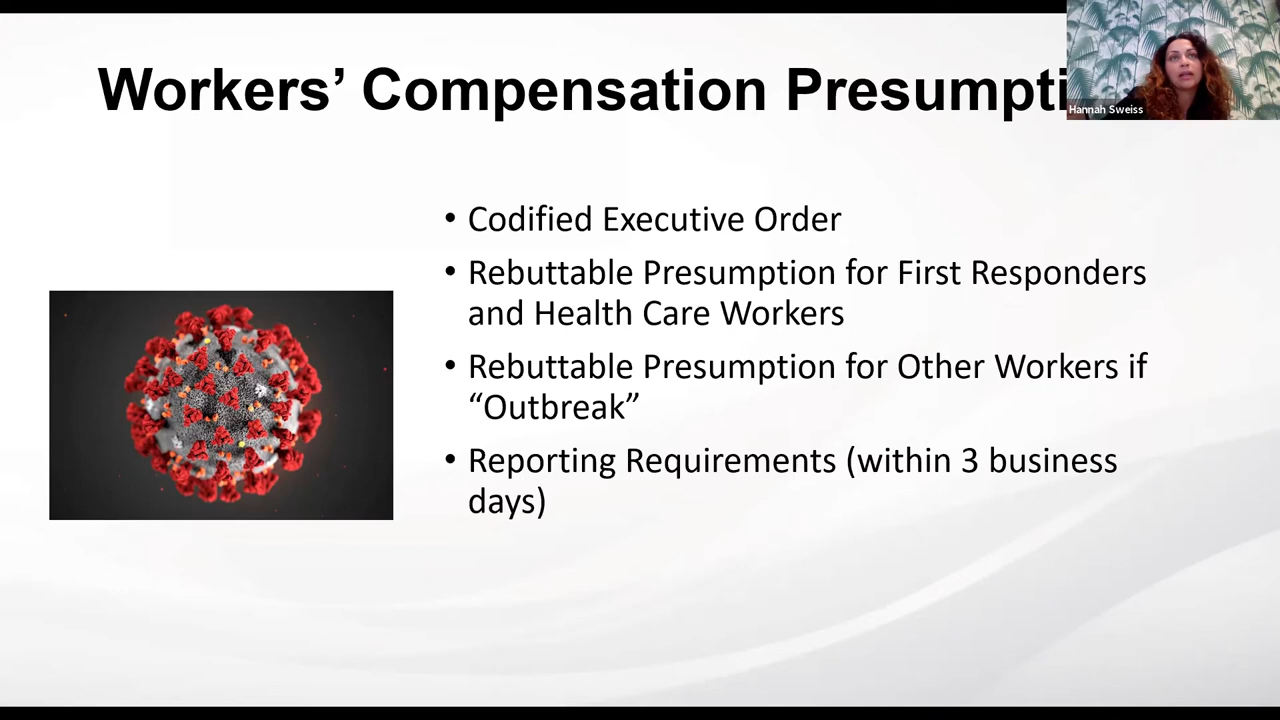 Workers’ Compensation Presumpti
Hannah Sweiss
• Codified Executive Order
• Rebuttable Presumption for First Responders
and Health Care Workers
• Rebuttable Presumption for Other Workers if
“Outbreak”
• Reporting Requirements (within 3 business
days)